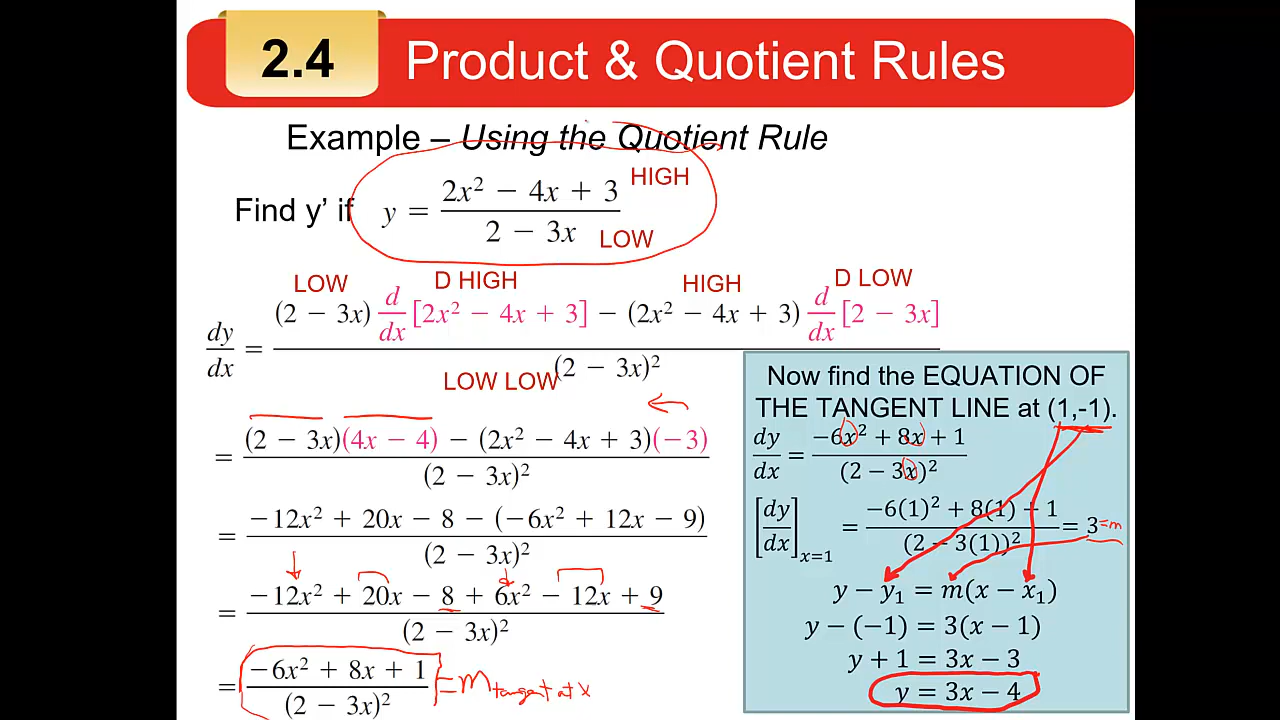 2.4 Product & Quotient Rules
Example – Using the Quotient Rule
Find y’ if y = (2x² − 4x + 3)/(2 − 3x)
HIGH
LOW
LOW D HIGH HIGH D LOW
dy/dx = ((2 − 3x) d/dx [2x² − 4x + 3] − (2x² − 4x + 3) d/dx [2 − 3x])/(2 − 3x)²
LOW LOW
= ((2 − 3x)(4x − 4) − (2x² − 4x + 3)(−3))/(2 − 3x)²
= (−12x² + 20x − 8 − (−6x² + 12x − 9))/(2 − 3x)²
= (−12x² + 20x − 8 + 6x² − 12x + 9)/(2 − 3x)²
= (−6x² + 8x + 1)/(2 − 3x)² = m tangent at x
Now find the EQUATION OF
THE TANGENT LINE at (1,-1).
dy/dx = (−6x² + 8x + 1)/(2 − 3x)²
[dy/dx]ₓ₌₁ = (−6(1)² + 8(1) + 1)/(2 − 3(1))² = 3 = m
y − y₁ = m(x − x₁)
y − (−1) = 3(x − 1)
y + 1 = 3x − 3
y = 3x − 4